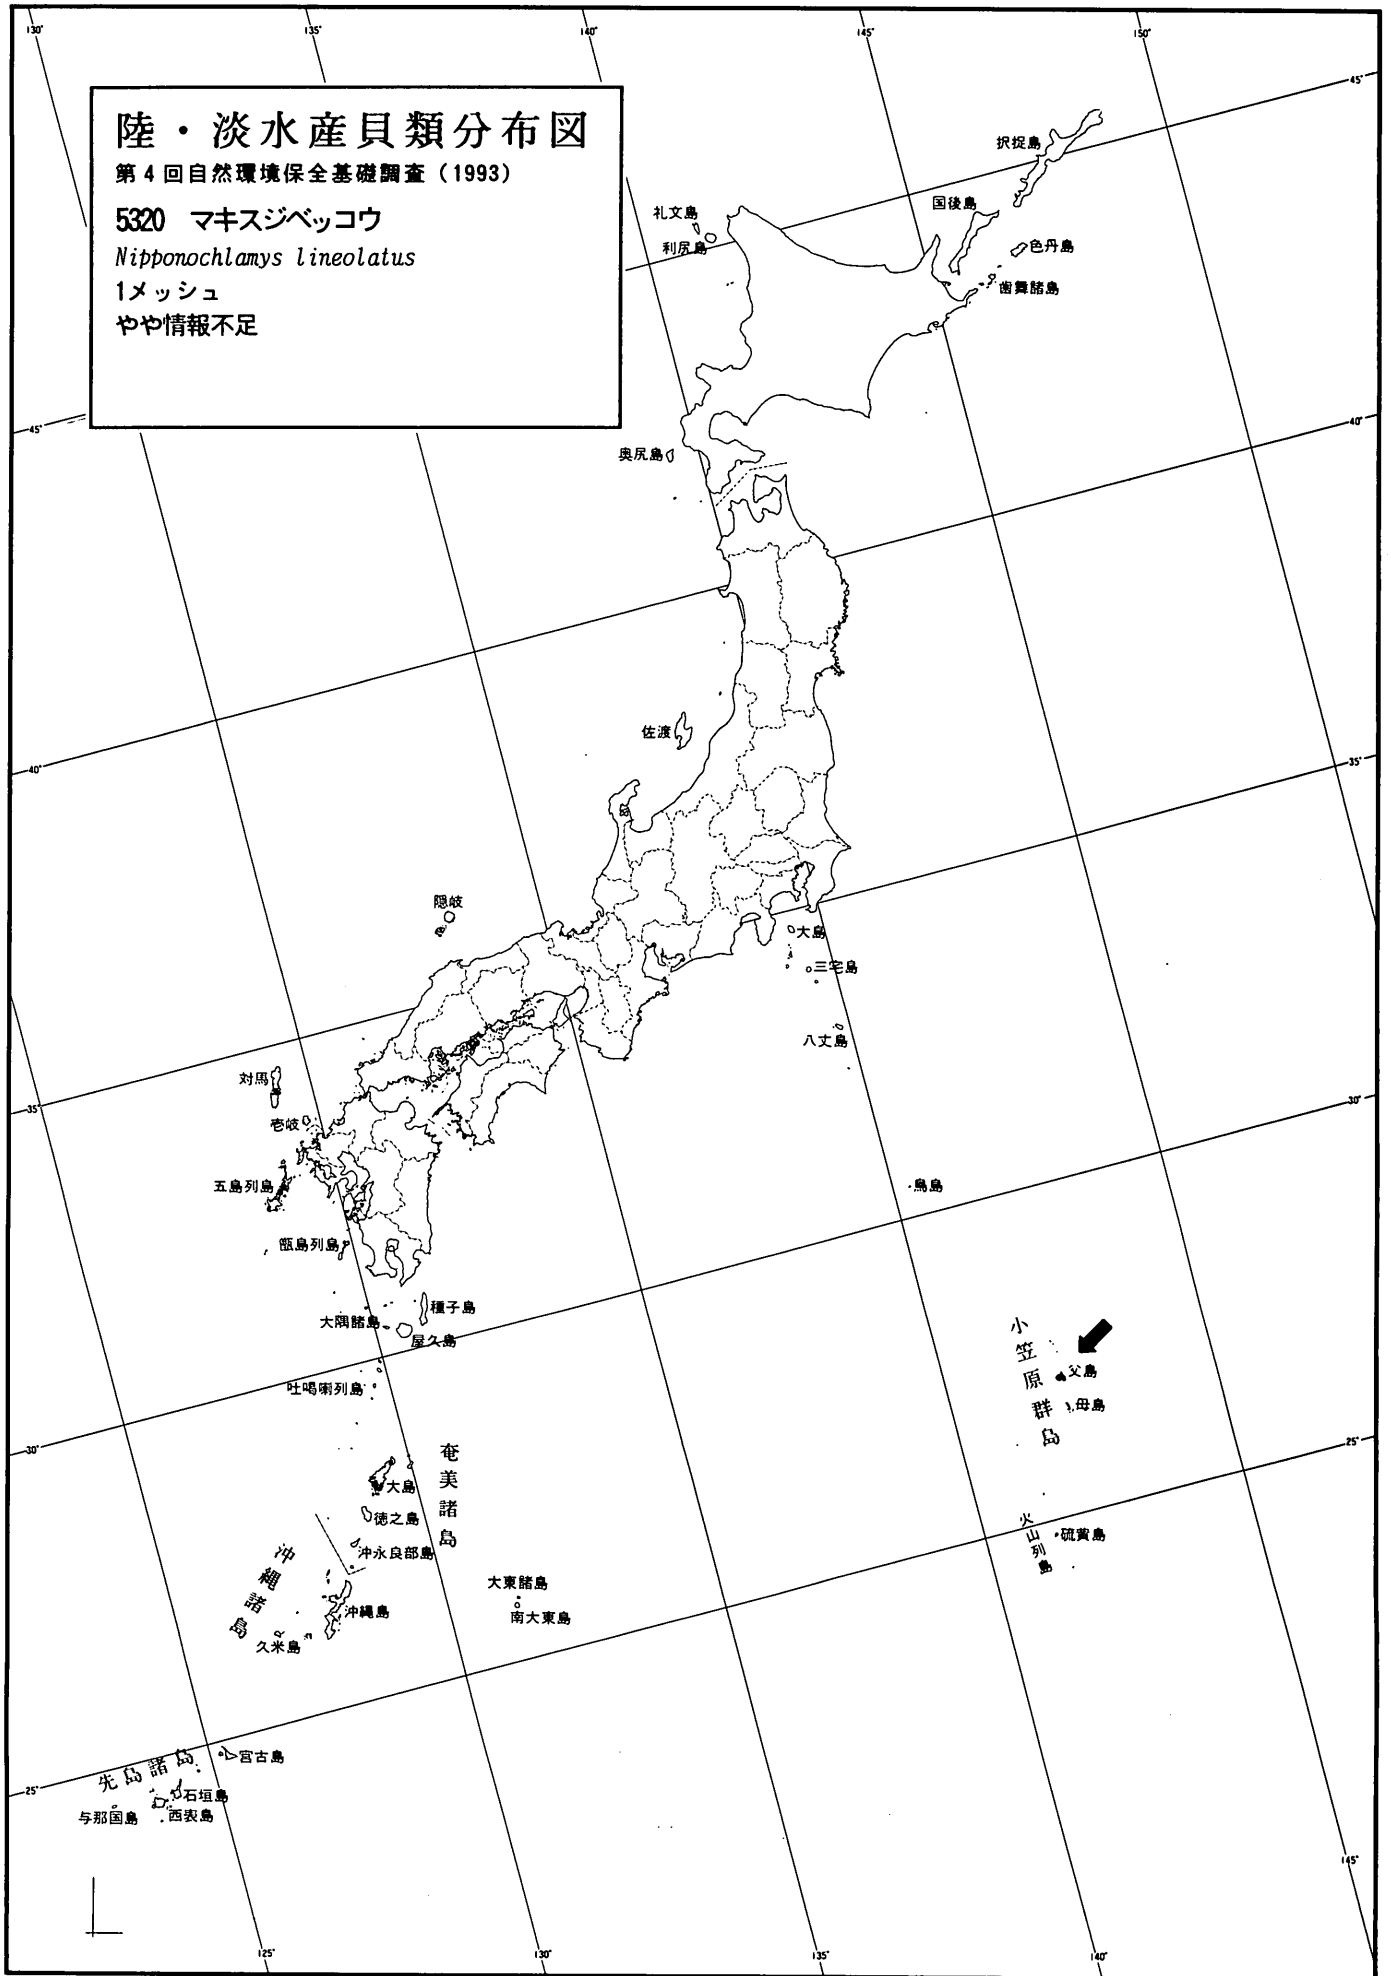 130°
135°
140°
145°
150°
陸・淡水産貝類分布図
第4回自然環境保全基礎調査（1993）
5320 マキスジベッコウ
Nipponochlamys lineolatus
1メッシュ
やや情報不足
45°
択捉島
国後島
礼文島
利尻島
色丹島
歯舞諸島
45°
40°
奥尻島
佐渡
40°
35°
隠岐
大島
三宅島
八丈島
対馬
35°
壱岐
30°
五島列島
鳥島
甑島列島
種子島
大隅諸島
屋久島
小笠原群島
父島
吐噶喇列島
母島
30°
奄美諸島
25°
大島
徳之島
火山列島
硫黄島
沖永良部島
沖縄諸島
大東諸島
沖縄島
南大東島
久米島
先島諸島
宮古島
25°
石垣島
与那国島
西表島
145°
125°
130°
135°
140°